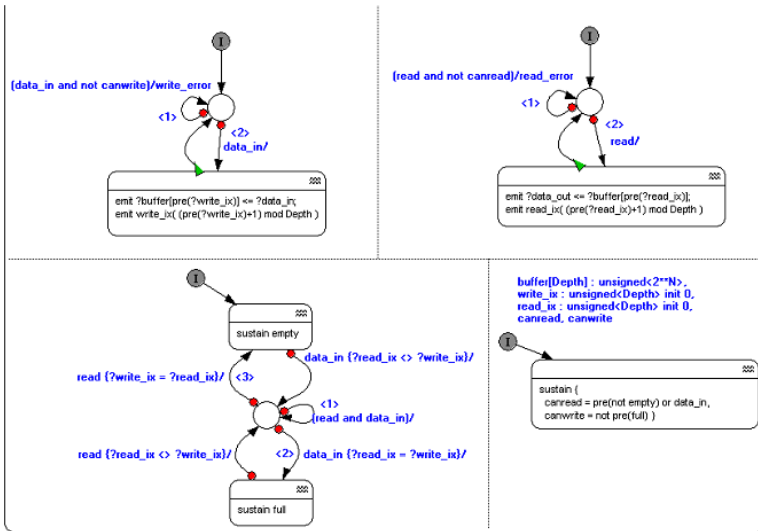 I
(data_in and not canwrite)/write_error
<1>
<2>
data_in/
emit ?buffer[pre(?write_ix)] <= ?data_in;
emit write_ix( (pre(?write_ix)+1) mod Depth )
I
(read and not canread)/read_error
<1>
<2>
read/
emit ?data_out <= ?buffer[pre(?read_ix)];
emit read_ix( (pre(?read_ix)+1) mod Depth )
I
sustain empty
data_in {?read_ix <> ?write_ix}/
read {?write_ix = ?read_ix}/
<3>
<1>
(read and data_in)/
read {?read_ix <> ?write_ix}/
<2>
data_in {?read_ix = ?write_ix}/
sustain full
buffer[Depth] : unsigned<2**N>,
write_ix : unsigned<Depth> init 0,
read_ix : unsigned<Depth> init 0,
canread, canwrite
I
sustain {
canread = pre(not empty) or data_in,
canwrite = not pre(full) }